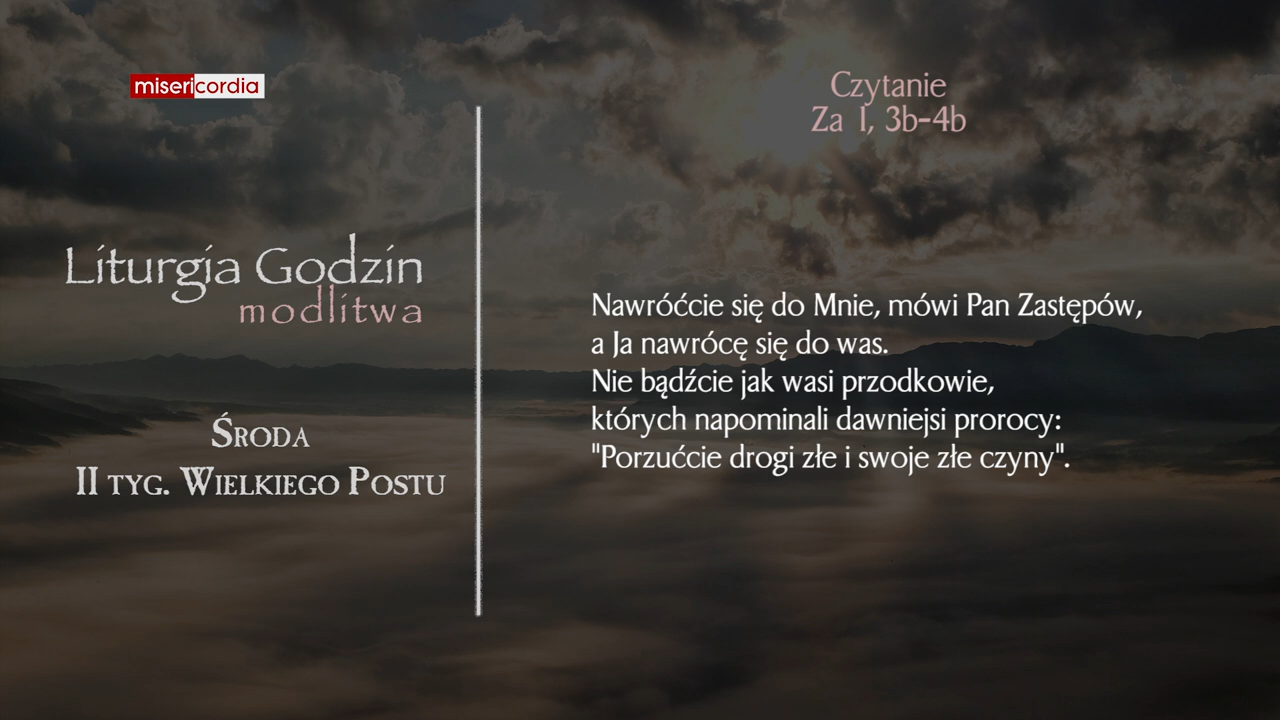 misericordia
Liturgia Godzin
modlitwa
Środa
II tyg. Wielkiego Postu
Czytanie
Za 1, 3b-4b
Nawróćcie się do Mnie, mówi Pan Zastępów,
a Ja nawrócę się do was.
Nie bądźcie jak wasi przodkowie,
których napominali dawniejsi prorocy:
"Porzućcie drogi złe i swoje złe czyny".